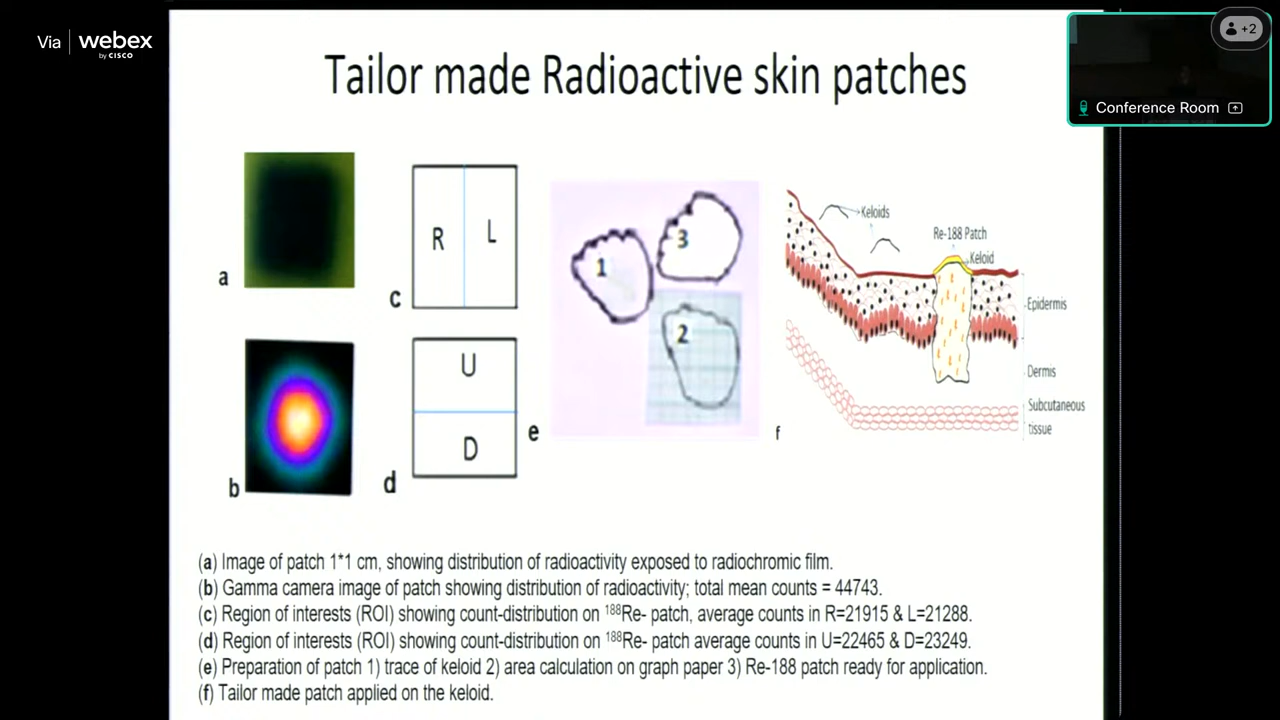 Via webex
by CISCO
+2
Conference Room
Tailor made Radioactive skin patches
a
R L
c
b
U
D
d
1
3
2
e
Keloids
Re-188 Patch
Keloid
Epidermis
Dermis
Subcutaneous
tissue
f
(a) Image of patch 1*1 cm, showing distribution of radioactivity exposed to radiochromic film.
(b) Gamma camera image of patch showing distribution of radioactivity; total mean counts = 44743.
(c) Region of interests (ROI) showing count-distribution on ¹⁸⁸Re- patch, average counts in R=21915 & L=21288.
(d) Region of interests (ROI) showing count-distribution on ¹⁸⁸Re- patch average counts in U=22465 & D=23249.
(e) Preparation of patch 1) trace of keloid 2) area calculation on graph paper 3) Re-188 patch ready for application.
(f) Tailor made patch applied on the keloid.